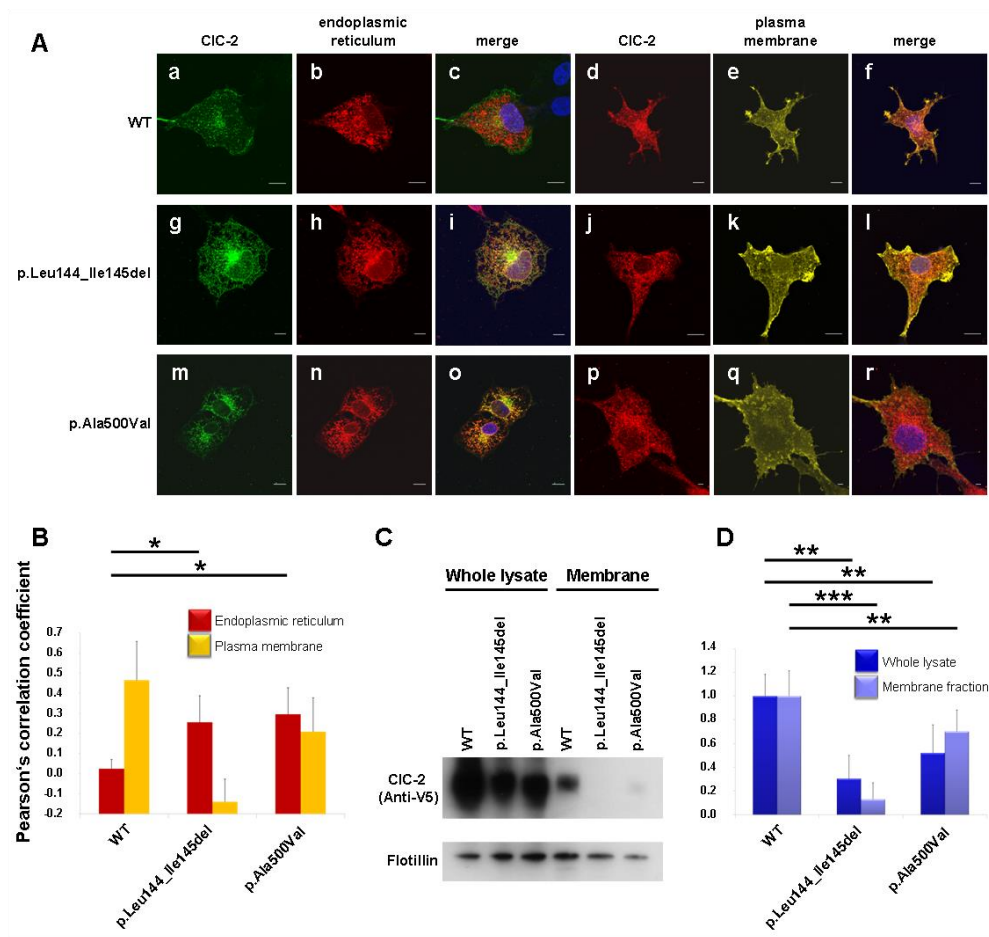 A
ClC-2 endoplasmic reticulum merge ClC-2 plasma membrane merge
WT a b c d e f
p.Leu144_Ile145del g h i j k l
p.Ala500Val m n o p q r
B
* 
*
Pearson's correlation coefficient
Endoplasmic reticulum
Plasma membrane
0.7
0.5
0.4
0.3
0.2
0.0
-0.1
-0.2
WT p.Leu144_Ile145del p.Ala500Val
C
Whole lysate Membrane
WT p.Leu144_Ile145del p.Ala500Val WT p.Leu144_Ile145del p.Ala500Val
ClC-2
(Anti-V5)
Flotillin
D
**
**
***
**
Whole lysate
Membrane fraction
1.4
1.2
1.0
0.8
0.6
0.4
0.2
0.0
WT p.Leu144_Ile145del p.Ala500Val